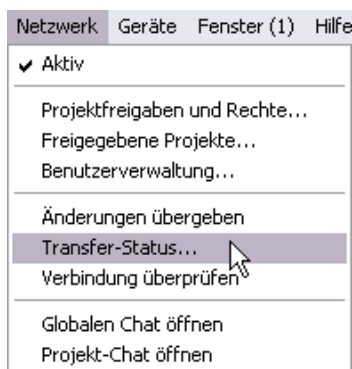 Netzwerk Geräte Fenster (1) Hilfe
Aktiv
Projektfreigaben und Rechte...
Freigegebene Projekte...
Benutzerverwaltung...
Änderungen übergeben
Transfer-Status...
Verbindung überprüfen
Globalen Chat öffnen
Projekt-Chat öffnen